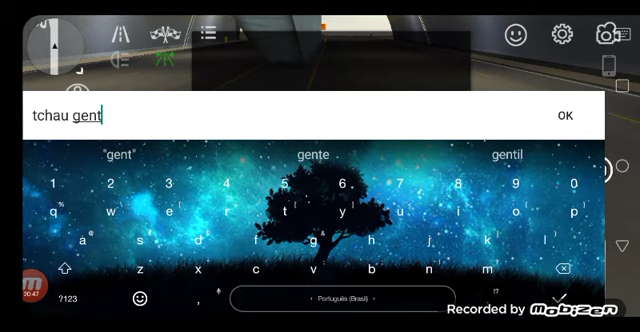 tchau gent
OK
"gent" gente gentil
1 2 3 4 5 6 7 8 9 0
q w e r t y u i o p
a s d f g h j k l
z x c v b n m
?123 , Português (Brasil) !?
20:47
Recorded by mobizen